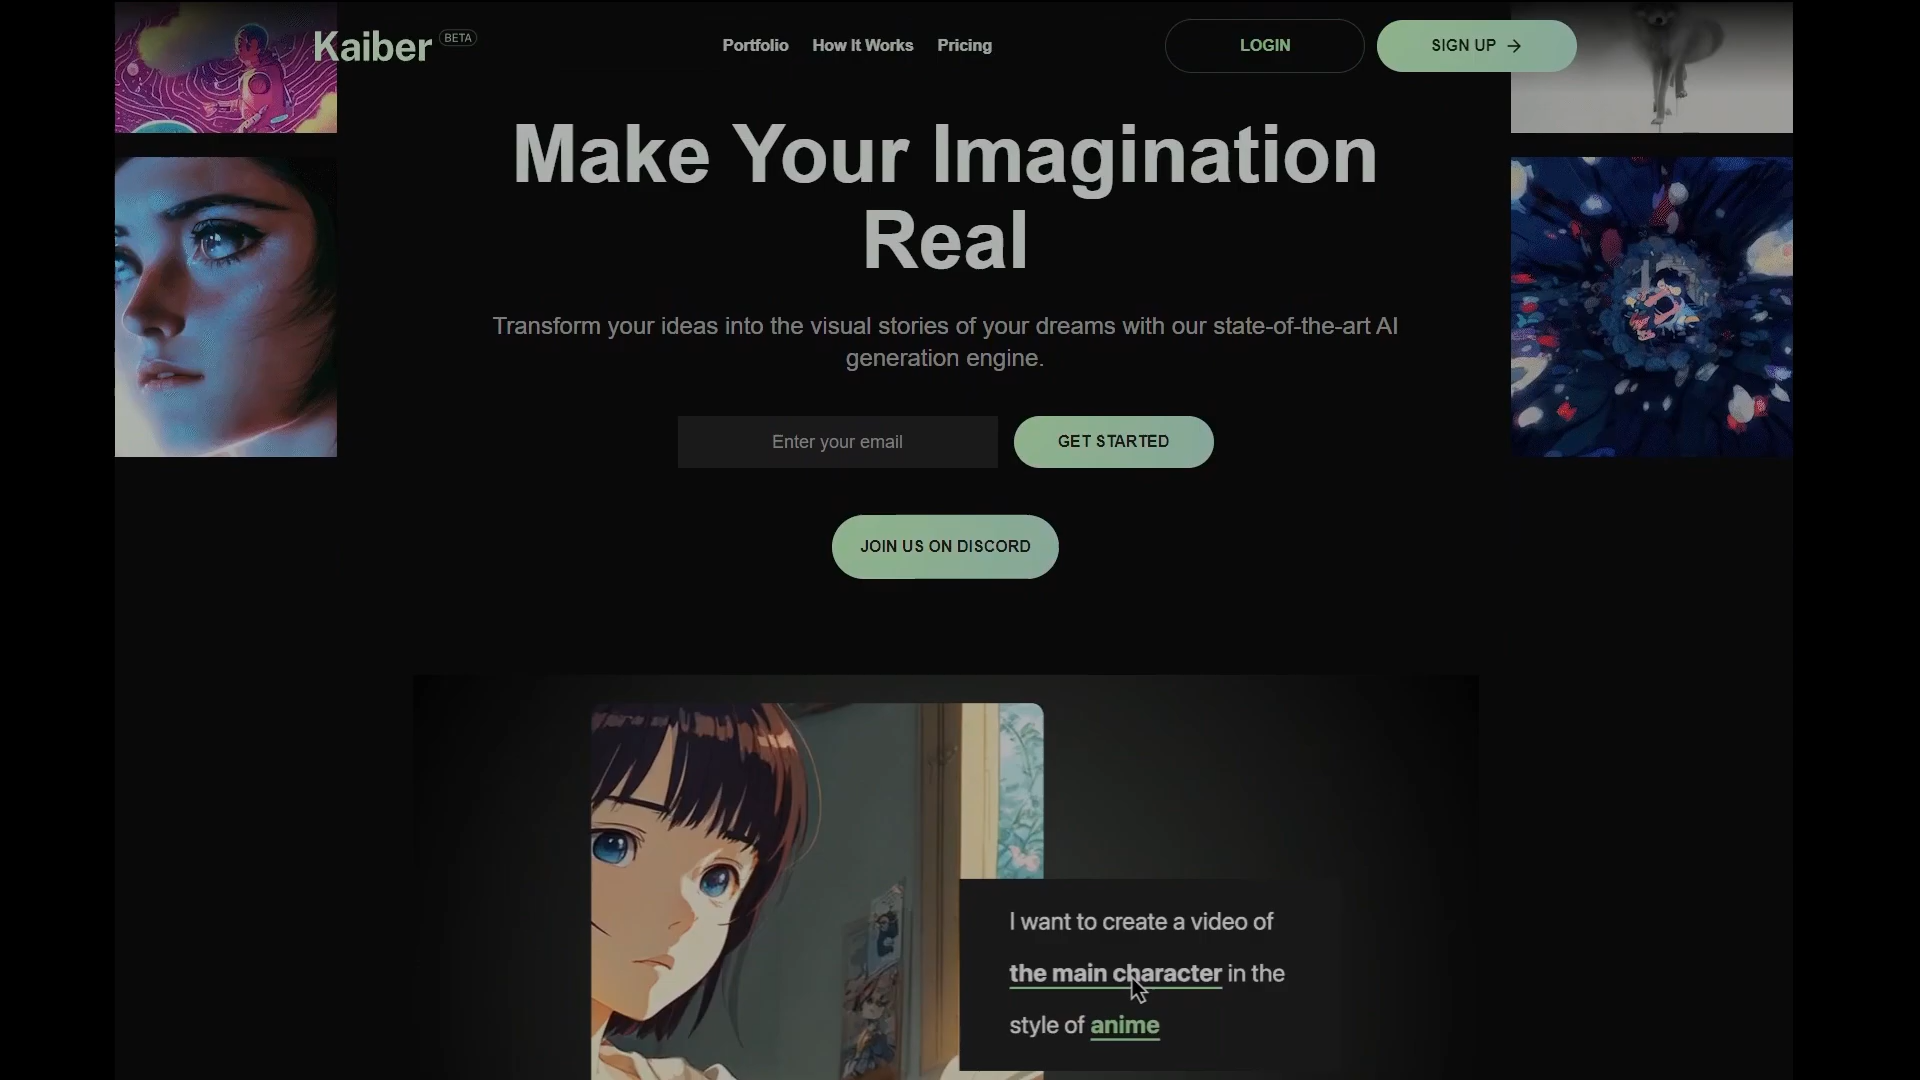 Kaiber BETA
Portfolio How It Works Pricing
LOGIN
SIGN UP
Make Your Imagination
Real
Transform your ideas into the visual stories of your dreams with our state-of-the-art AI
generation engine.
Enter your email
GET STARTED
JOIN US ON DISCORD
I want to create a video of
the main character in the
style of anime